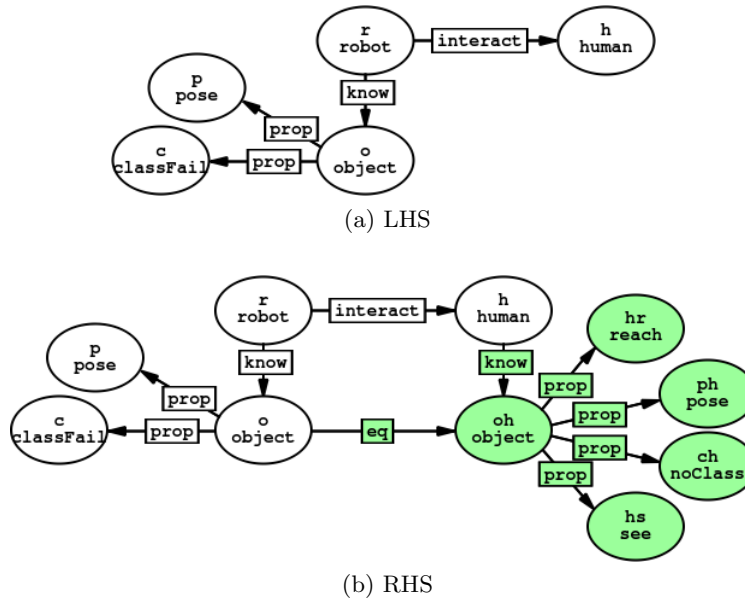 r
robot
interact
h
human
know
p
pose
prop
c
classFail
prop
o
object
(a) LHS
r
robot
interact
h
human
know
know
hr
reach
p
pose
prop
prop
ph
pose
prop
c
classFail
prop
o
object
eq
oh
object
prop
ch
noClass
prop
hs
see
(b) RHS